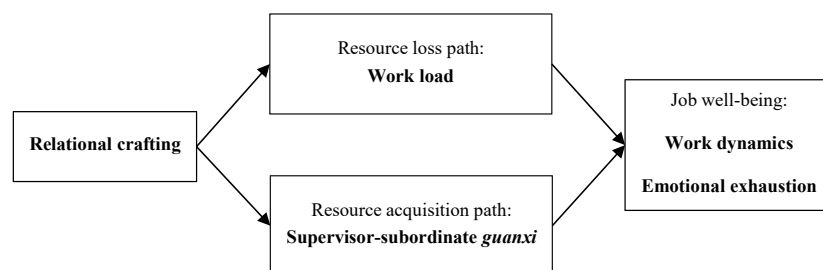 Relational crafting
Resource loss path:
Work load
Resource acquisition path:
Supervisor-subordinate guanxi
Job well-being:
Work dynamics
Emotional exhaustion